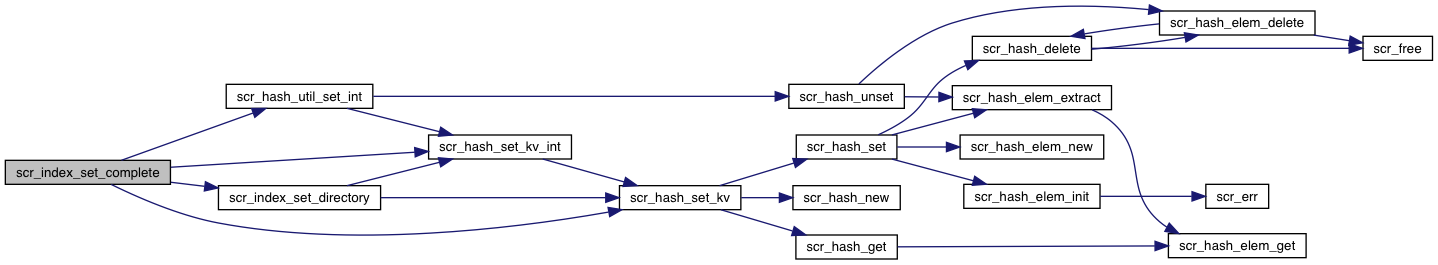 scr_index_set_complete
scr_hash_util_set_int
scr_index_set_directory
scr_hash_set_kv_int
scr_hash_set_kv
scr_hash_unset
scr_hash_set
scr_hash_new
scr_hash_get
scr_hash_delete
scr_hash_elem_extract
scr_hash_elem_new
scr_hash_elem_init
scr_hash_elem_delete
scr_err
scr_hash_elem_get
scr_free